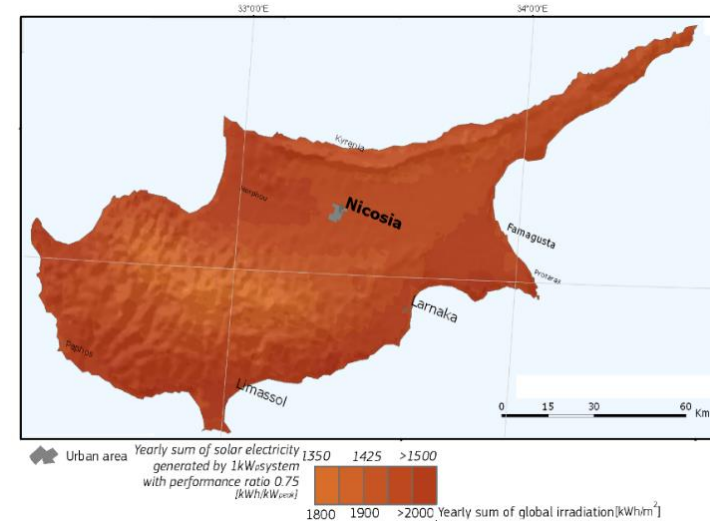 33°00'E 34°00'E
Kyrenia
Morphou
Nicosia
Famagusta
Protaras
Larnaka
Paphos
Limassol
0 15 30 60 Km
Urban area
Yearly sum of solar electricity
generated by 1kWpsystem
with performance ratio 0.75
[kWh/kWpeak]
1350 1425 >1500
1800 1900 >2000
Yearly sum of global irradiation[kWh/m²]